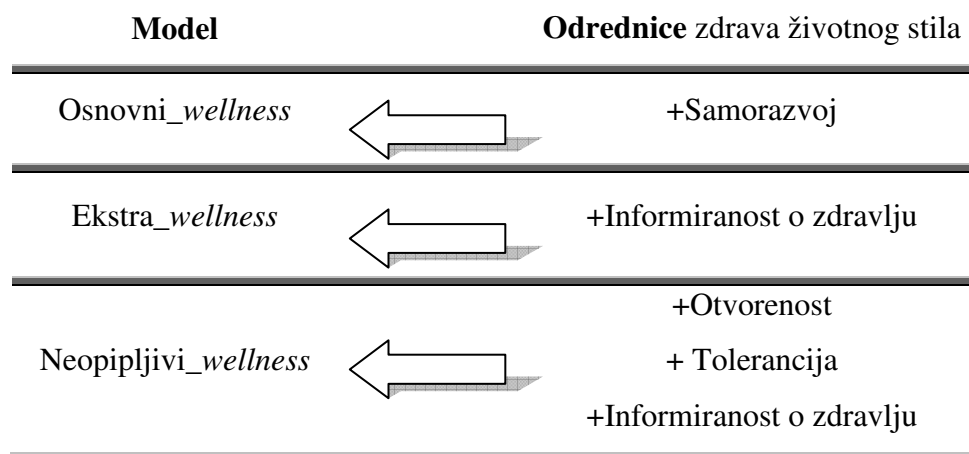 Model Odrednice zdrava životnog stila
Osnovni_wellness +Samorazvoj
Ekstra_wellness +Informiranost o zdravlju
+Otvorenost
Neopipljivi_wellness + Tolerancija
+Informiranost o zdravlju